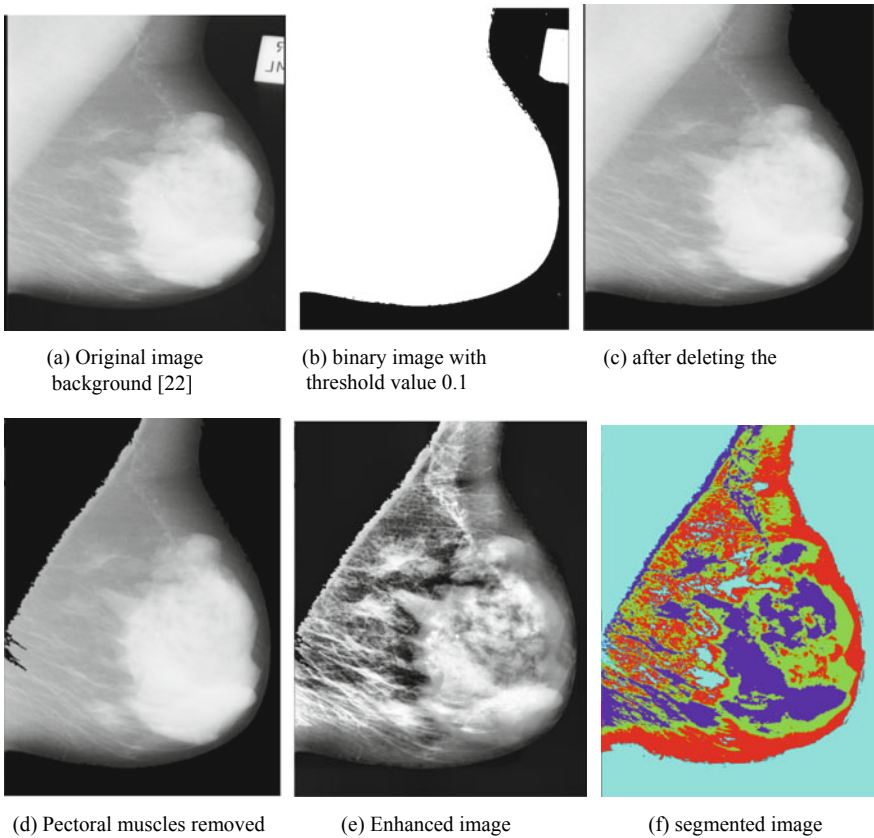 (a) Original image
background [22]
(b) binary image with
threshold value 0.1
(c) after deleting the
(d) Pectoral muscles removed
(e) Enhanced image
(f) segmented image